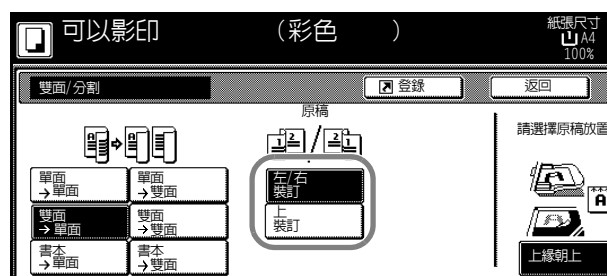 可以影印 （彩色 ）
紙張尺寸
A4
100%
雙面/分割
登錄
返回
原稿
請選擇原稿放置
單面
→單面
單面
→雙面
左/右
裝訂
雙面
→單面
雙面
→雙面
上
裝訂
書本
→單面
書本
→雙面
上緣朝上